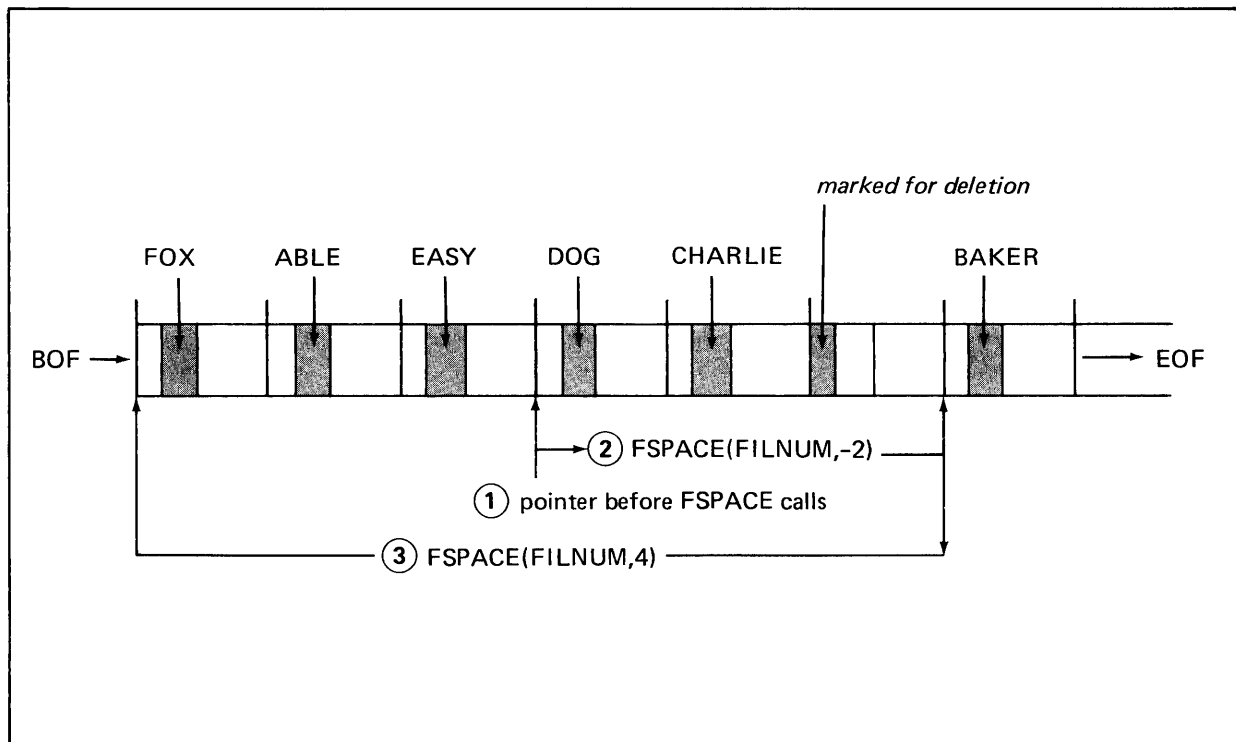 marked for deletion
FOX ABLE EASY DOG CHARLIE BAKER
BOF EOF
2 FSPACE(FILNUM,-2)
1 pointer before FSPACE calls
3 FSPACE(FILNUM,4)